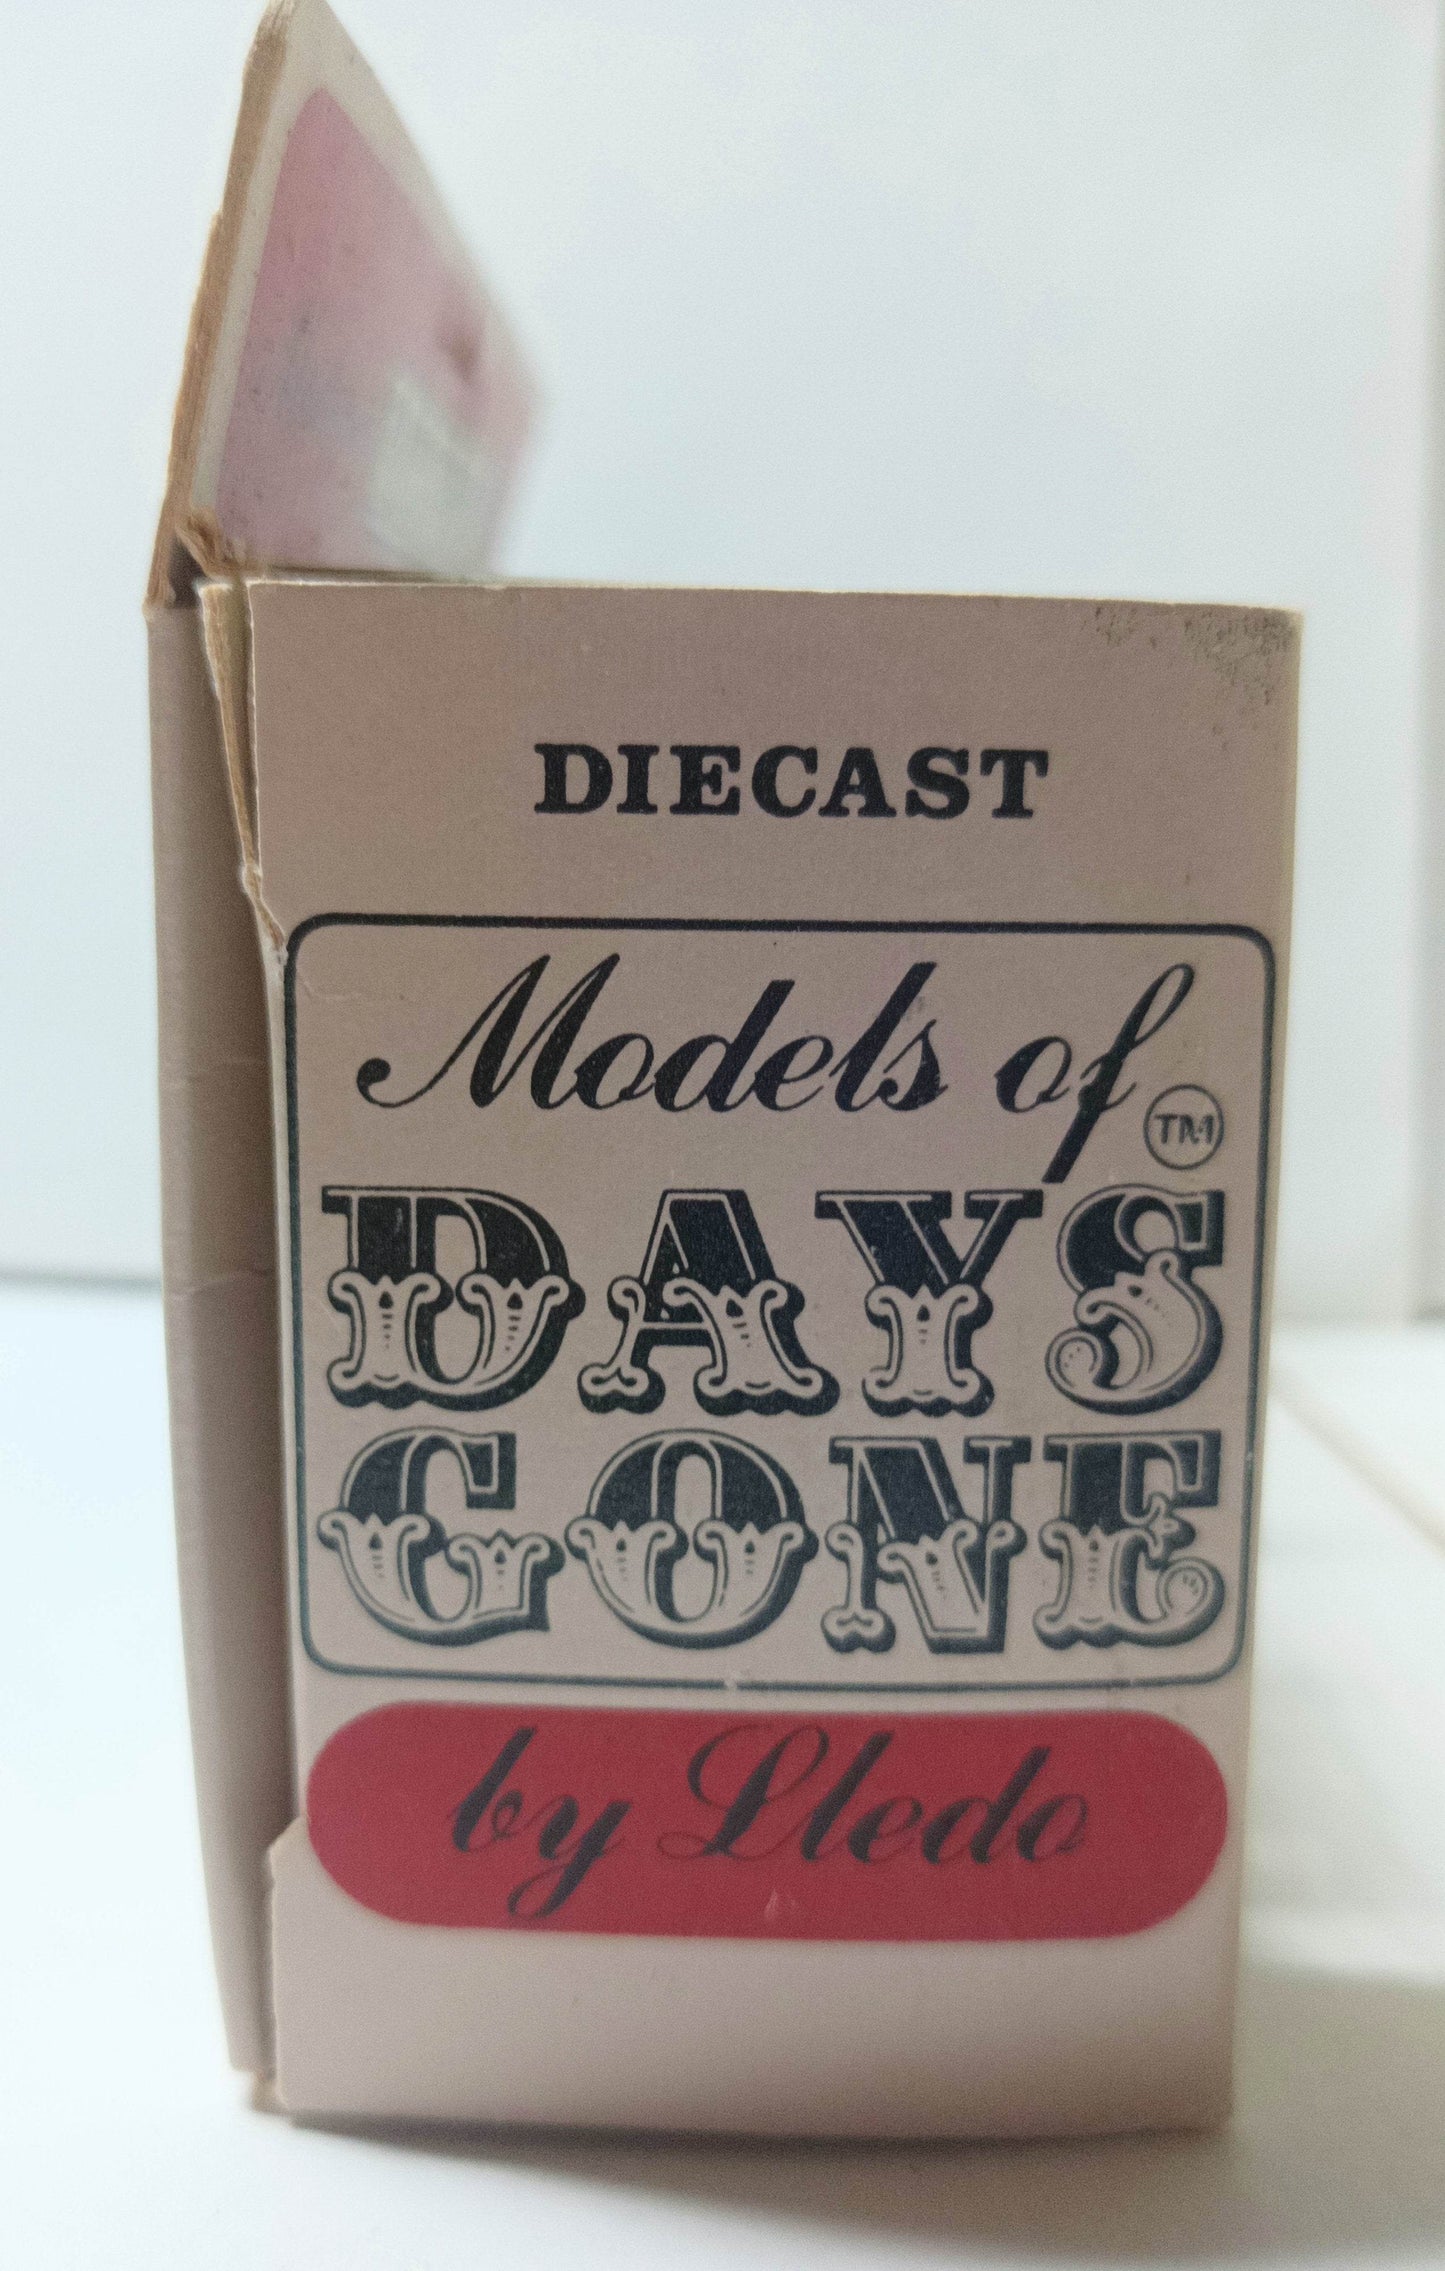 DIECAST
Models of
TM
DAYS
GONE
by Lledo